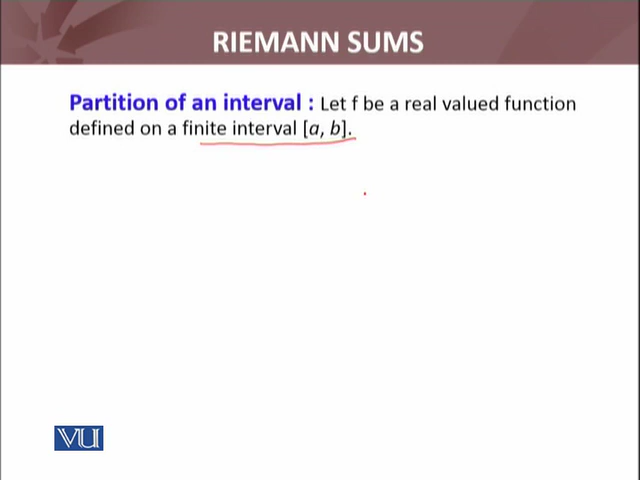 RIEMANN SUMS
Partition of an interval : Let f be a real valued function
defined on a finite interval [a, b].
VU